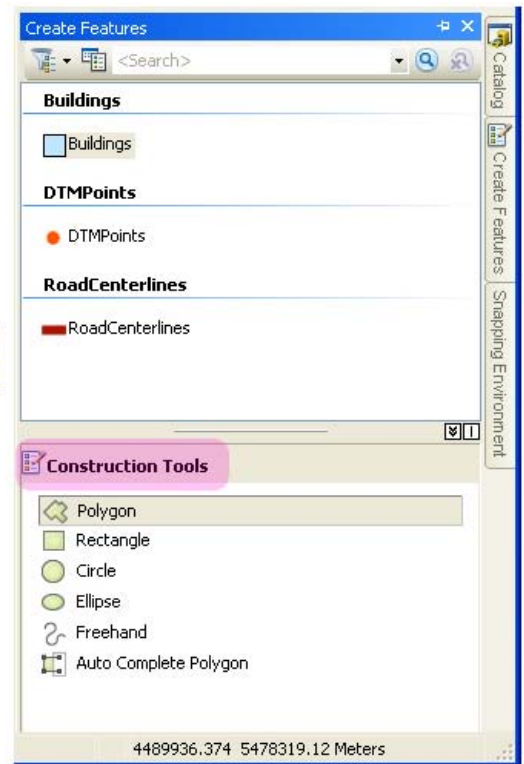 Create Features
<Search>
Buildings
Buildings
DTMPoints
DTMPoints
RoadCenterlines
RoadCenterlines
Construction Tools
Polygon
Rectangle
Circle
Ellipse
Freehand
Auto Complete Polygon
4489936.374 5478319.12 Meters
Catalog
Create Features
Snapping Environment